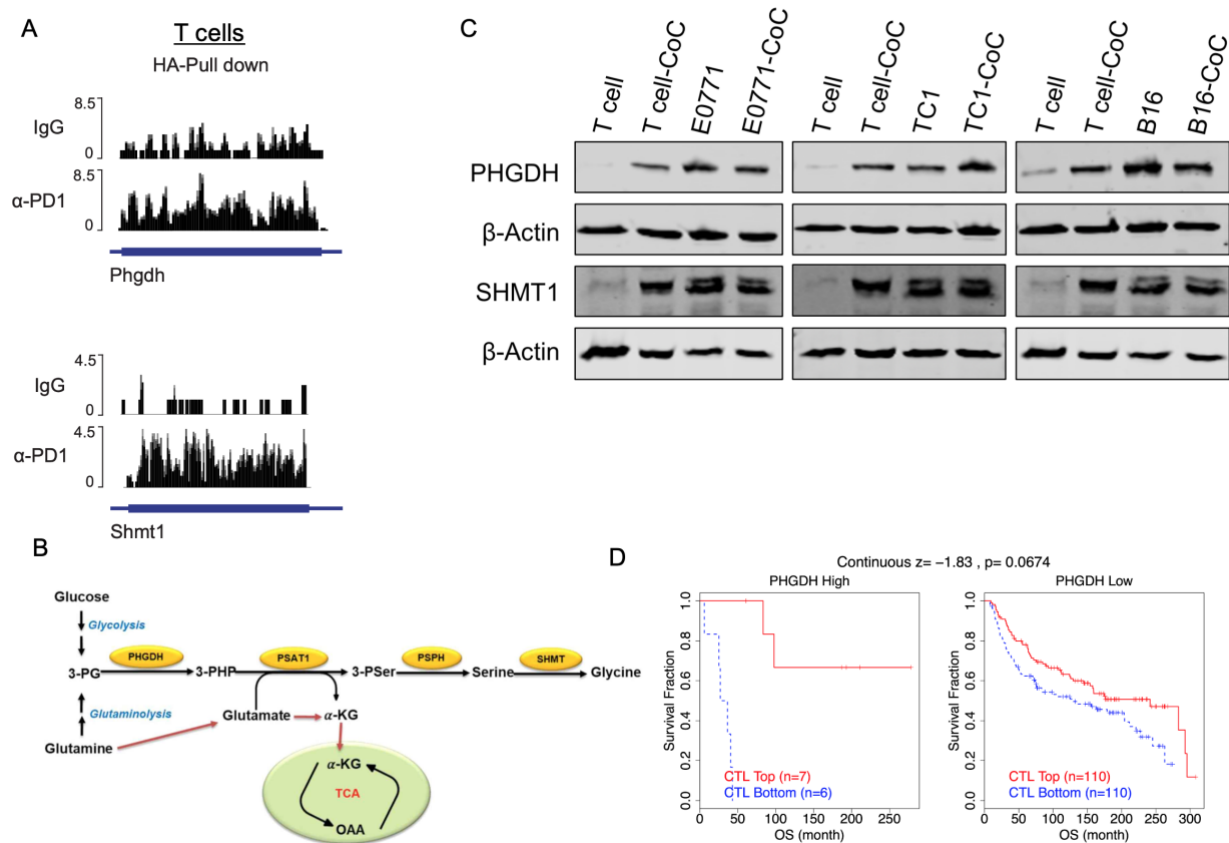 A
T cells
HA-Pull down
8.5
IgG
0
8.5
α-PD1
0
Phgdh
4.5
IgG
0
4.5
α-PD1
0
Shmt1
B
Glucose
Glycolysis
PHGDH
PSAT1
PSPH
SHMT
3-PG
3-PHP
3-PSer
Serine
Glycine
Glutaminolysis
Glutamate
α-KG
Glutamine
α-KG
TCA
OAA
C
T cell
T cell-CoC
E0771
E0771-CoC
T cell
T cell-CoC
TC1
TC1-CoC
T cell
T cell-CoC
B16
B16-CoC
PHGDH
β-Actin
SHMT1
β-Actin
D
Continuous z= −1.83 , p= 0.0674
PHGDH High
Survival Fraction
1.0
0.8
0.6
0.4
0.2
0.0
CTL Top (n=7)
CTL Bottom (n=6)
0 50 100 150 200 250
OS (month)
PHGDH Low
Survival Fraction
1.0
0.8
0.6
0.4
0.2
0.0
CTL Top (n=110)
CTL Bottom (n=110)
0 50 100 150 200 250 300
OS (month)